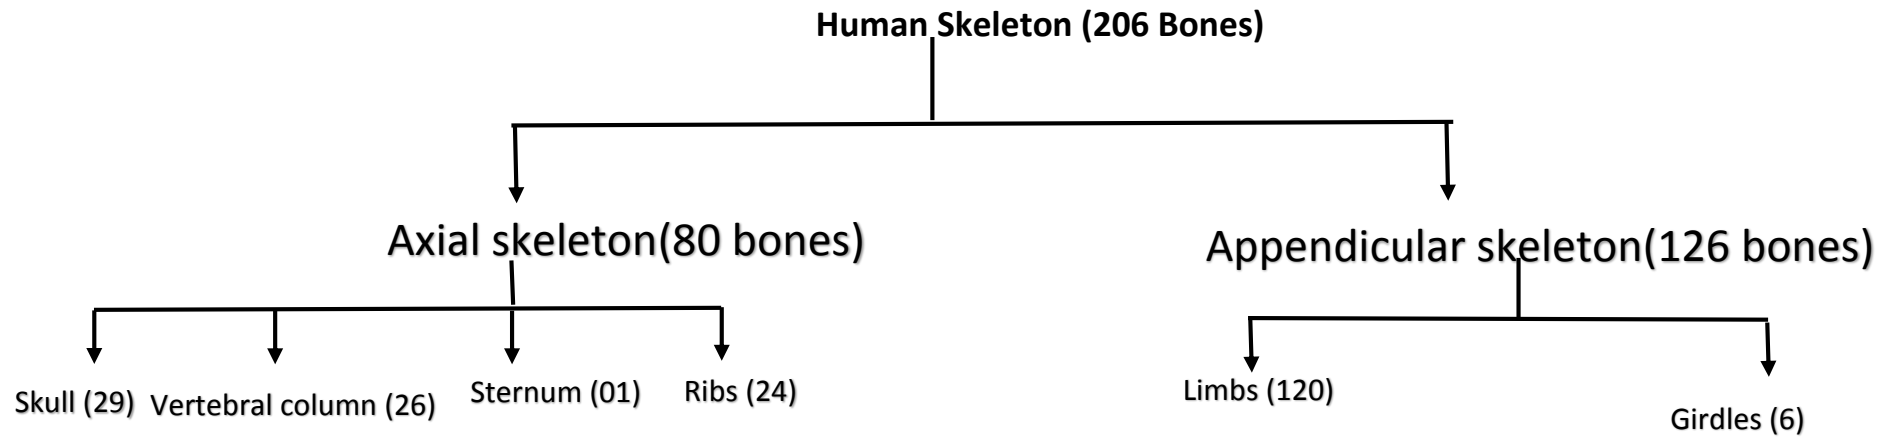 Human Skeleton (206 Bones)
Axial skeleton(80 bones)
Appendicular skeleton(126 bones)
Skull (29)
Vertebral column (26)
Sternum (01)
Ribs (24)
Limbs (120)
Girdles (6)